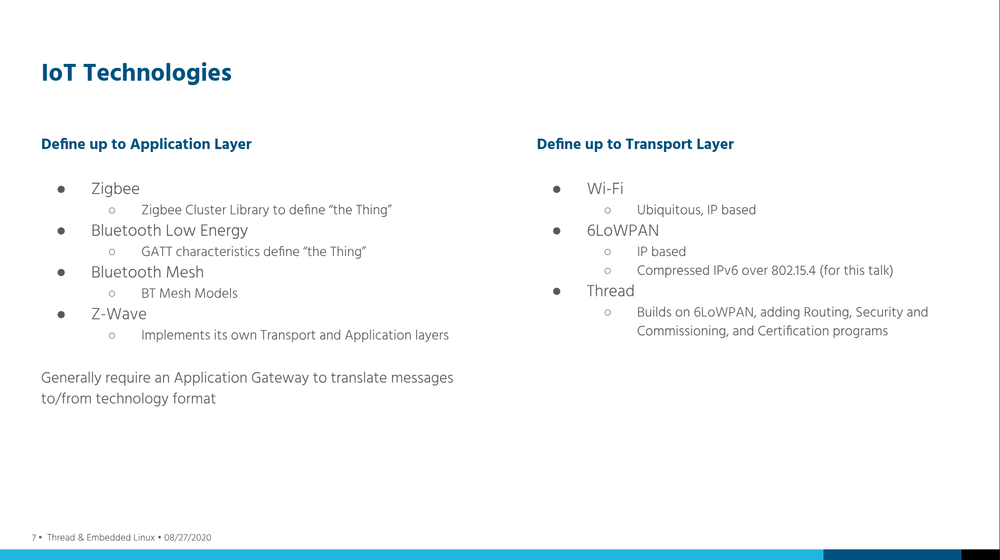 IoT Technologies
Define up to Application Layer
● Zigbee
○ Zigbee Cluster Library to define “the Thing”
● Bluetooth Low Energy
○ GATT characteristics define “the Thing”
● Bluetooth Mesh
○ BT Mesh Models
● Z-Wave
○ Implements its own Transport and Application layers
Generally require an Application Gateway to translate messages
to/from technology format
Define up to Transport Layer
● Wi-Fi
○ Ubiquitous, IP based
● 6LoWPAN
○ IP based
○ Compressed IPv6 over 802.15.4 (for this talk)
● Thread
○ Builds on 6LoWPAN, adding Routing, Security and
Commissioning, and Certification programs
7 • Thread & Embedded Linux • 08/27/2020